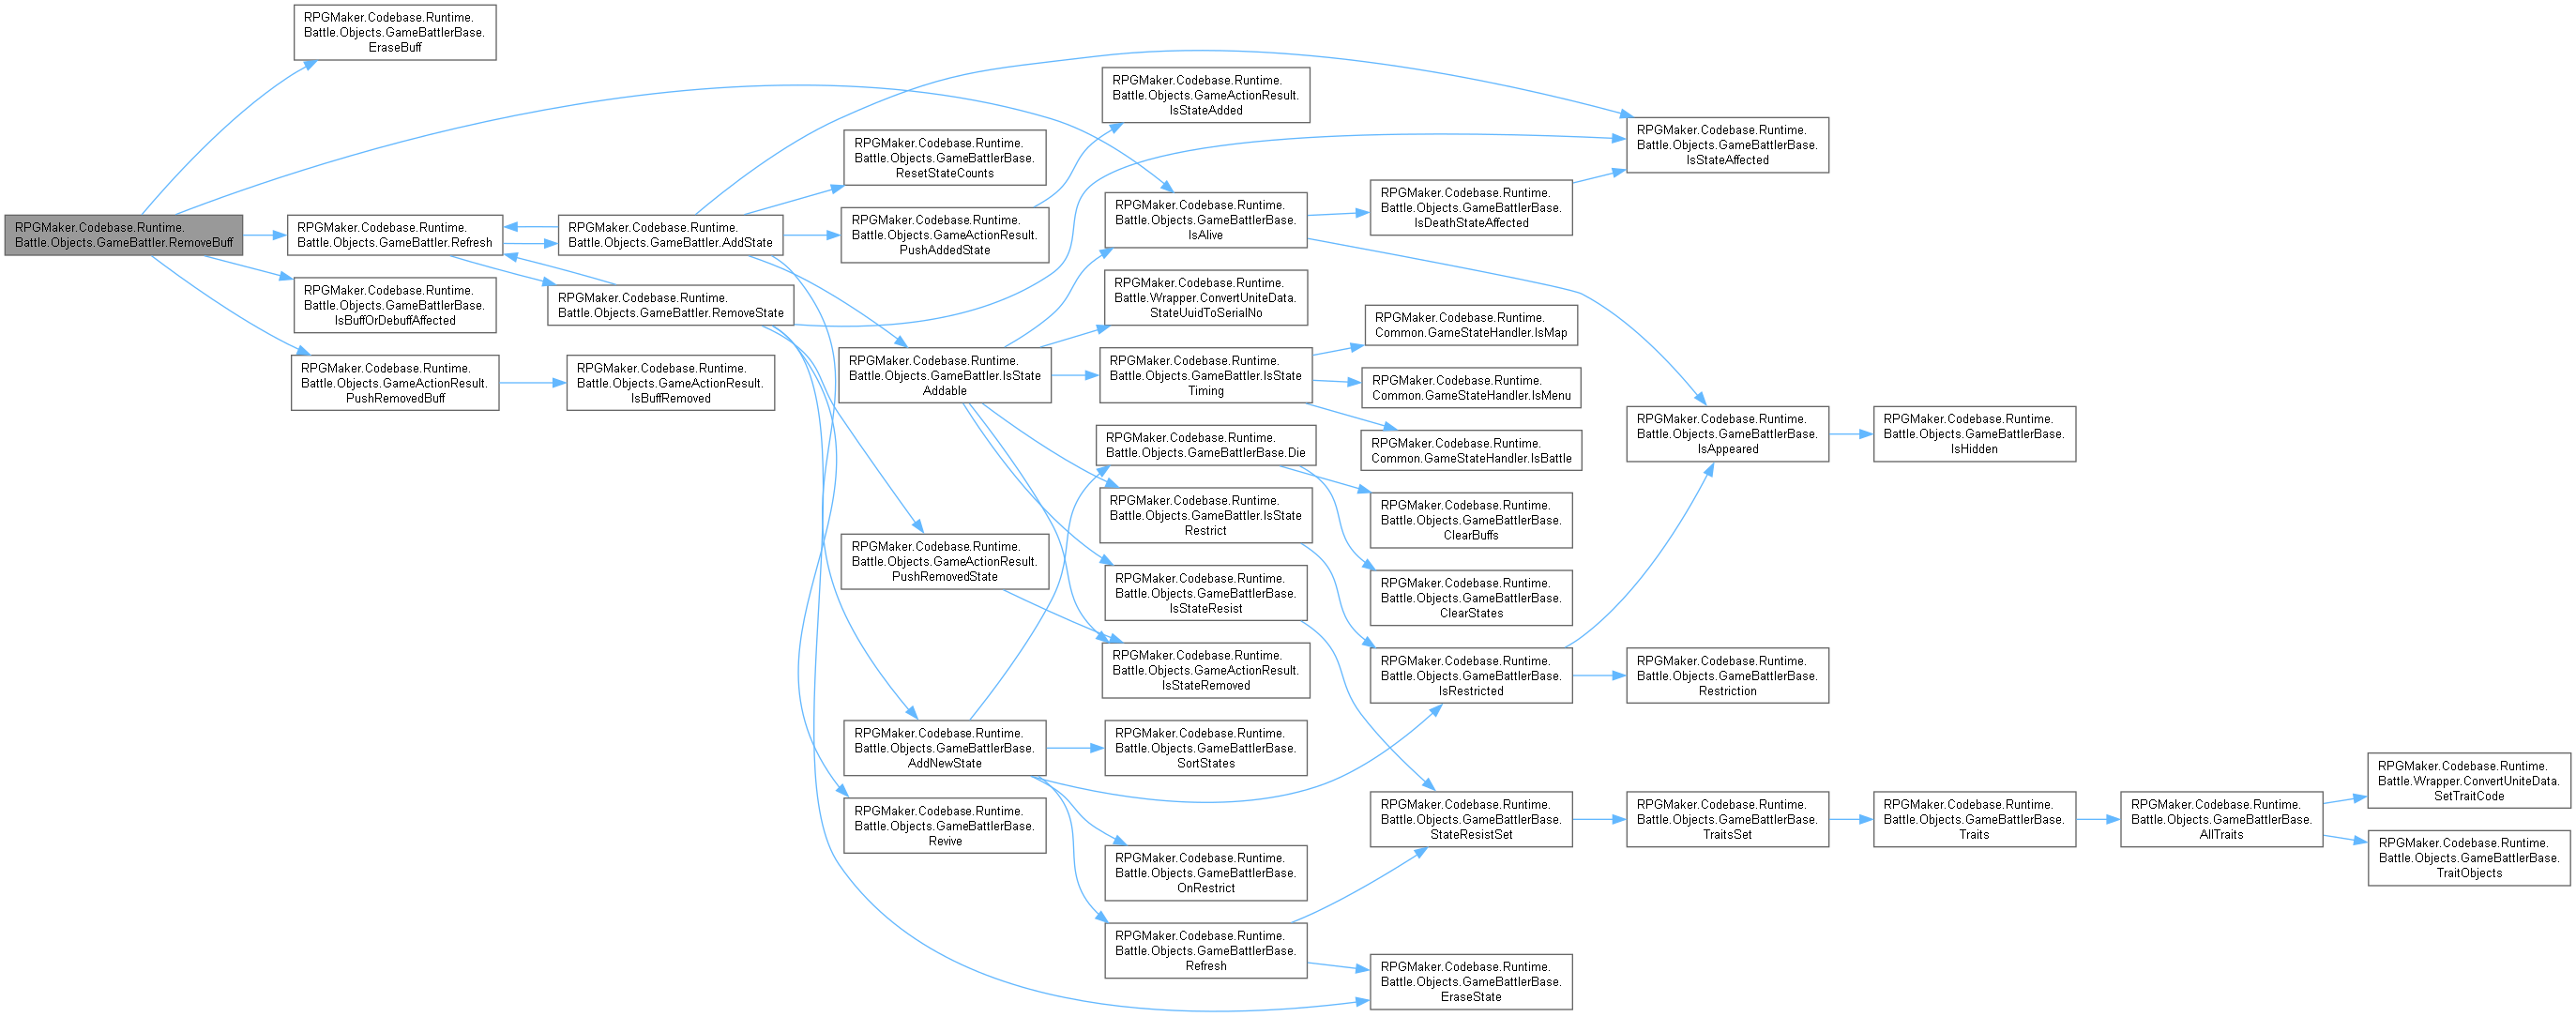 RPGMaker.Codebase.Runtime.
Battle.Objects.GameBattler.RemoveBuff
RPGMaker.Codebase.Runtime.
Battle.Objects.GameBattlerBase.
EraseBuff
RPGMaker.Codebase.Runtime.
Battle.Objects.GameBattler.Refresh
RPGMaker.Codebase.Runtime.
Battle.Objects.GameBattlerBase.
IsBuffOrDebuffAffected
RPGMaker.Codebase.Runtime.
Battle.Objects.GameActionResult.
PushRemovedBuff
RPGMaker.Codebase.Runtime.
Battle.Objects.GameBattler.AddState
RPGMaker.Codebase.Runtime.
Battle.Objects.GameBattler.RemoveState
RPGMaker.Codebase.Runtime.
Battle.Objects.GameActionResult.
IsBuffRemoved
RPGMaker.Codebase.Runtime.
Battle.Objects.GameBattlerBase.
ResetStateCounts
RPGMaker.Codebase.Runtime.
Battle.Objects.GameActionResult.
PushAddedState
RPGMaker.Codebase.Runtime.
Battle.Objects.GameBattler.IsState
Addable
RPGMaker.Codebase.Runtime.
Battle.Objects.GameActionResult.
PushRemovedState
RPGMaker.Codebase.Runtime.
Battle.Objects.GameBattlerBase.
AddNewState
RPGMaker.Codebase.Runtime.
Battle.Objects.GameBattlerBase.
Revive
RPGMaker.Codebase.Runtime.
Battle.Objects.GameActionResult.
IsStateAdded
RPGMaker.Codebase.Runtime.
Battle.Objects.GameBattlerBase.
IsAlive
RPGMaker.Codebase.Runtime.
Battle.Wrapper.ConvertUniteData.
StateUuidToSerialNo
RPGMaker.Codebase.Runtime.
Battle.Objects.GameBattler.IsState
Timing
RPGMaker.Codebase.Runtime.
Battle.Objects.GameBattlerBase.Die
RPGMaker.Codebase.Runtime.
Battle.Objects.GameBattler.IsState
Restrict
RPGMaker.Codebase.Runtime.
Battle.Objects.GameBattlerBase.
IsStateResist
RPGMaker.Codebase.Runtime.
Battle.Objects.GameActionResult.
IsStateRemoved
RPGMaker.Codebase.Runtime.
Battle.Objects.GameBattlerBase.
SortStates
RPGMaker.Codebase.Runtime.
Battle.Objects.GameBattlerBase.
OnRestrict
RPGMaker.Codebase.Runtime.
Battle.Objects.GameBattlerBase.
Refresh
RPGMaker.Codebase.Runtime.
Battle.Objects.GameBattlerBase.
IsDeathStateAffected
RPGMaker.Codebase.Runtime.
Common.GameStateHandler.IsMap
RPGMaker.Codebase.Runtime.
Common.GameStateHandler.IsMenu
RPGMaker.Codebase.Runtime.
Common.GameStateHandler.IsBattle
RPGMaker.Codebase.Runtime.
Battle.Objects.GameBattlerBase.
ClearBuffs
RPGMaker.Codebase.Runtime.
Battle.Objects.GameBattlerBase.
ClearStates
RPGMaker.Codebase.Runtime.
Battle.Objects.GameBattlerBase.
IsRestricted
RPGMaker.Codebase.Runtime.
Battle.Objects.GameBattlerBase.
StateResistSet
RPGMaker.Codebase.Runtime.
Battle.Objects.GameBattlerBase.
EraseState
RPGMaker.Codebase.Runtime.
Battle.Objects.GameBattlerBase.
IsStateAffected
RPGMaker.Codebase.Runtime.
Battle.Objects.GameBattlerBase.
IsAppeared
RPGMaker.Codebase.Runtime.
Battle.Objects.GameBattlerBase.
Restriction
RPGMaker.Codebase.Runtime.
Battle.Objects.GameBattlerBase.
TraitsSet
RPGMaker.Codebase.Runtime.
Battle.Objects.GameBattlerBase.
IsHidden
RPGMaker.Codebase.Runtime.
Battle.Objects.GameBattlerBase.
Traits
RPGMaker.Codebase.Runtime.
Battle.Objects.GameBattlerBase.
AllTraits
RPGMaker.Codebase.Runtime.
Battle.Wrapper.ConvertUniteData.
SetTraitCode
RPGMaker.Codebase.Runtime.
Battle.Objects.GameBattlerBase.
TraitObjects